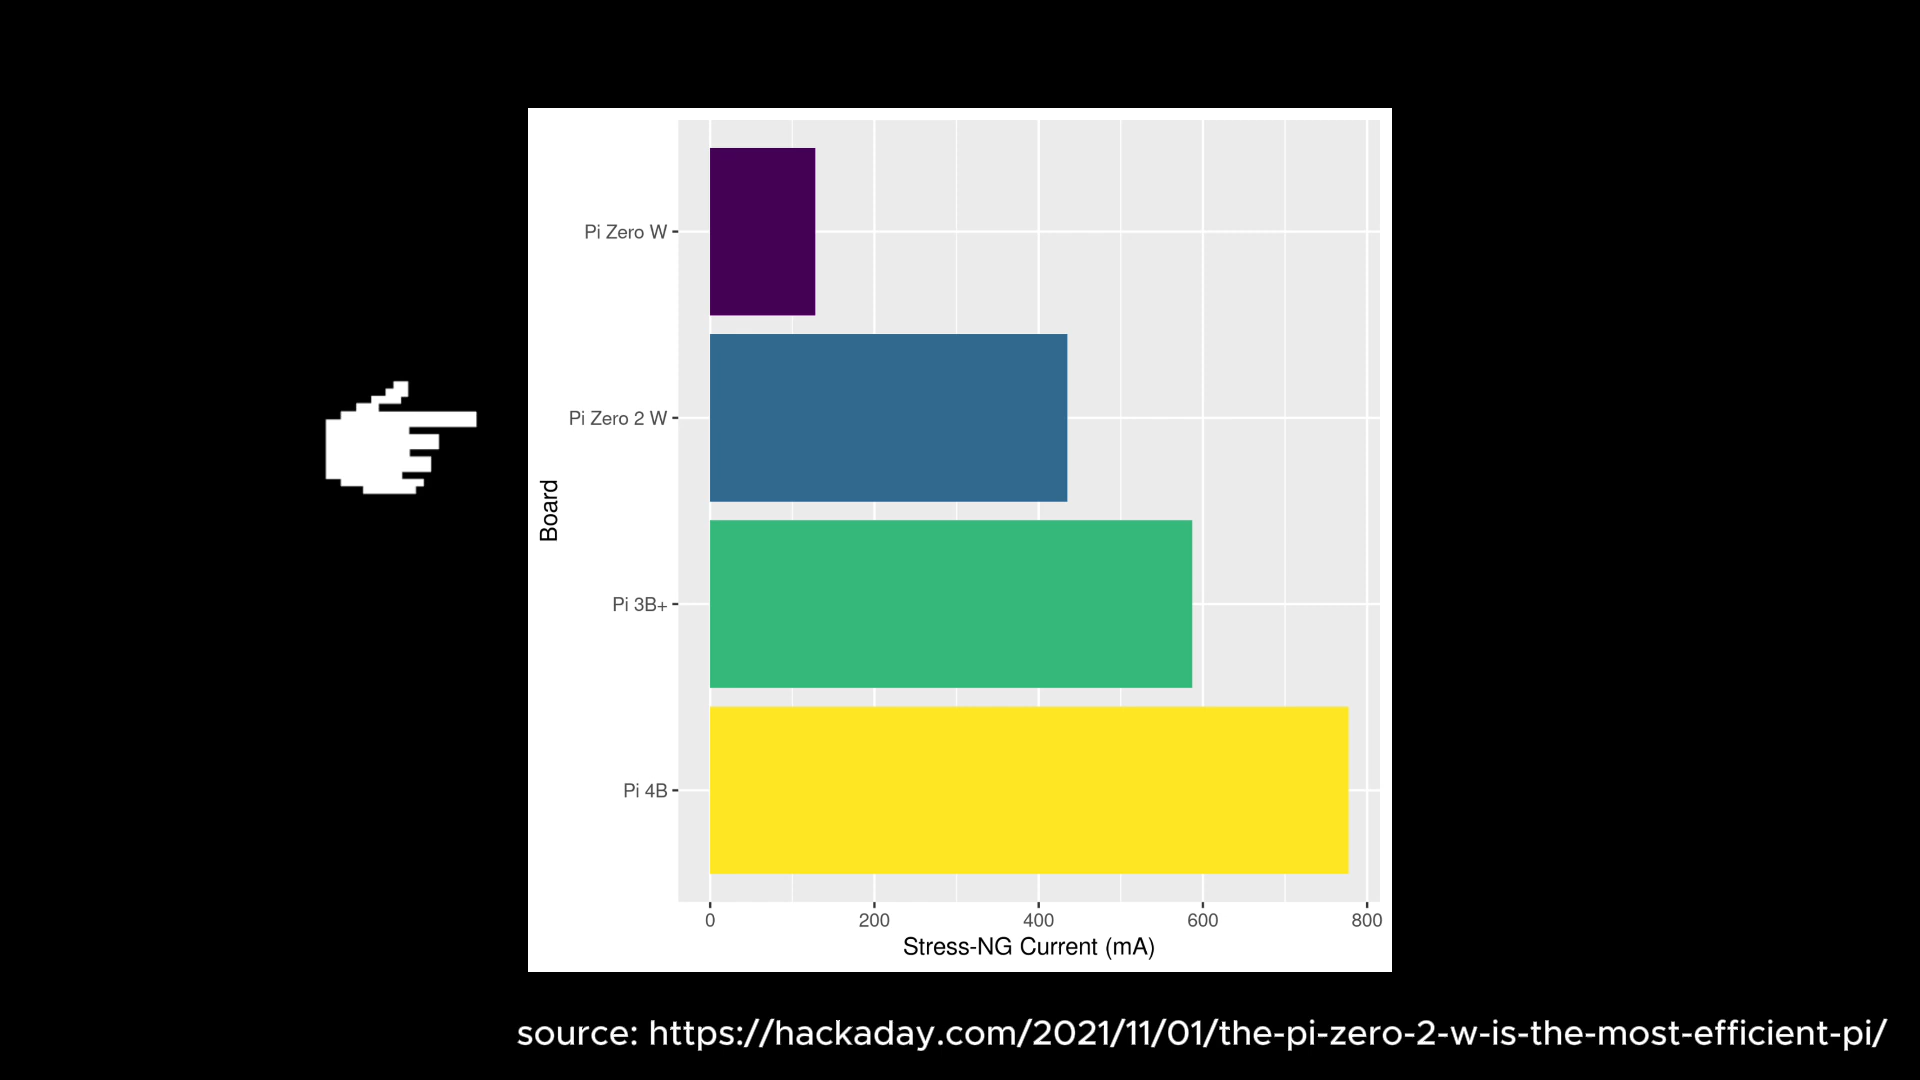 Pi Zero W
Pi Zero 2 W
Board
Pi 3B+
Pi 4B
0 200 400 600 800
Stress-NG Current (mA)
source: https://hackaday.com/2021/11/01/the-pi-zero-2-w-is-the-most-efficient-pi/